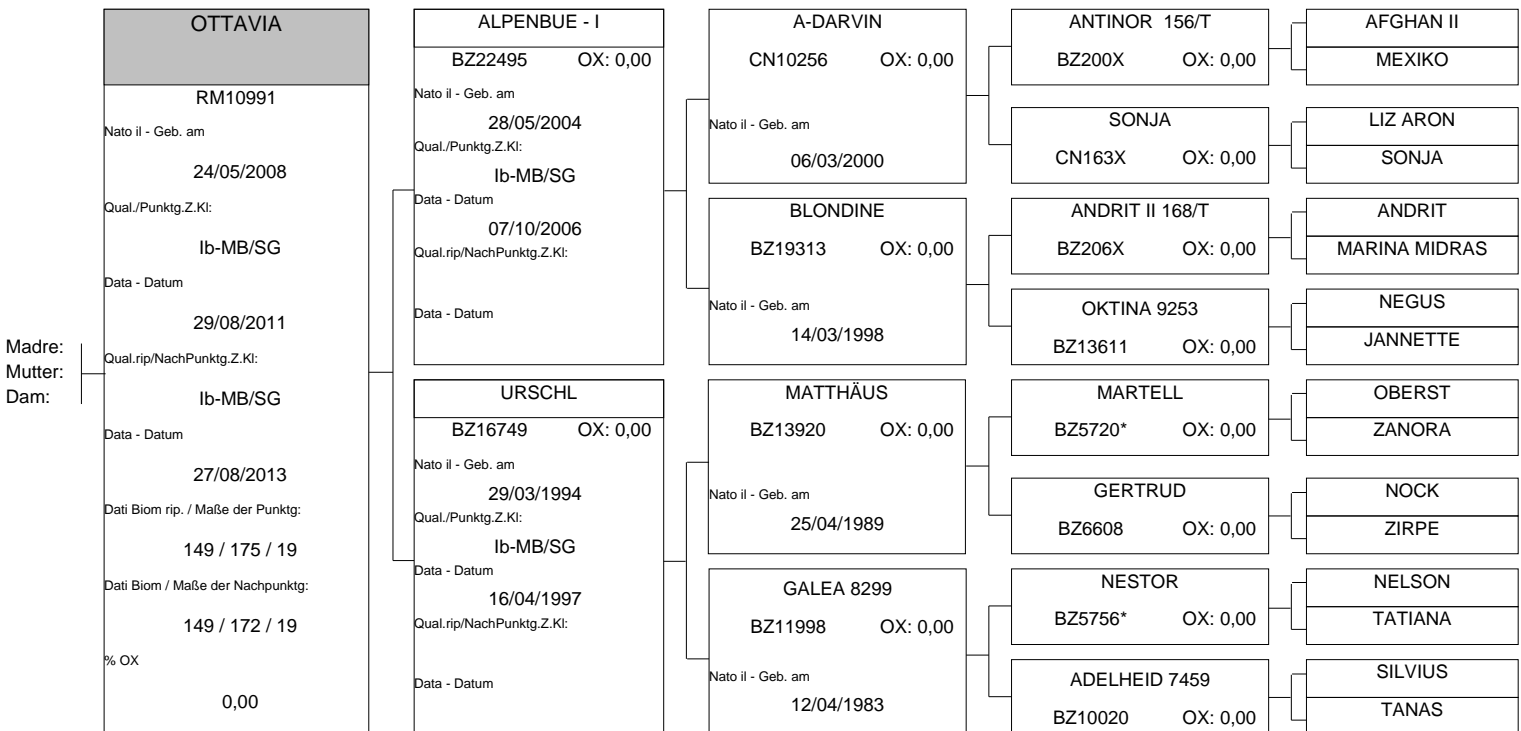 Madre:
Mutter:
Dam:
OTTAVIA
RM10991
Nato il - Geb. am
24/05/2008
Qual./Punktg.Z.Kl:
Ib-MB/SG
Data - Datum
29/08/2011
Qual.rip/NachPunktg.Z.Kl:
Ib-MB/SG
Data - Datum
27/08/2013
Dati Biom rip. / Maße der Punktg:
149 / 175 / 19
Dati Biom / Maße der Nachpunktg:
149 / 172 / 19
% OX
0,00
ALPENBUE - I
BZ22495 OX: 0,00
Nato il - Geb. am
28/05/2004
Qual./Punktg.Z.Kl:
Ib-MB/SG
Data - Datum
07/10/2006
Qual.rip/NachPunktg.Z.Kl:
Data - Datum
URSCHL
BZ16749 OX: 0,00
Nato il - Geb. am
29/03/1994
Qual./Punktg.Z.Kl:
Ib-MB/SG
Data - Datum
16/04/1997
Qual.rip/NachPunktg.Z.Kl:
Data - Datum
A-DARVIN
CN10256 OX: 0,00
Nato il - Geb. am
06/03/2000
BLONDINE
BZ19313 OX: 0,00
Nato il - Geb. am
14/03/1998
MATTHÄUS
BZ13920 OX: 0,00
Nato il - Geb. am
25/04/1989
GALEA 8299
BZ11998 OX: 0,00
Nato il - Geb. am
12/04/1983
ANTINOR 156/T
BZ200X OX: 0,00
SONJA
CN163X OX: 0,00
ANDRIT II 168/T
BZ206X OX: 0,00
OKTINA 9253
BZ13611 OX: 0,00
MARTELL
BZ5720* OX: 0,00
GERTRUD
BZ6608 OX: 0,00
NESTOR
BZ5756* OX: 0,00
ADELHEID 7459
BZ10020 OX: 0,00
AFGHAN II
MEXIKO
LIZ ARON
SONJA
ANDRIT
MARINA MIDRAS
NEGUS
JANNETTE
OBERST
ZANORA
NOCK
ZIRPE
NELSON
TATIANA
SILVIUS
TANAS